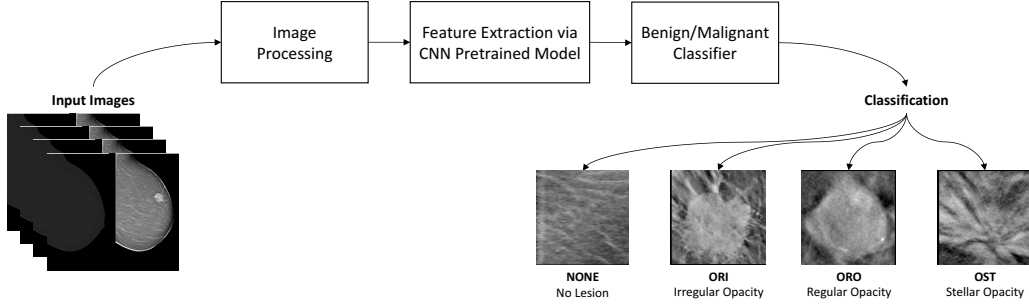 Image
Processing
Feature Extraction via
CNN Pretrained Model
Benign/Malignant
Classifier
Input Images
Classification
NONE
No Lesion
ORI
Irregular Opacity
ORO
Regular Opacity
OST
Stellar Opacity